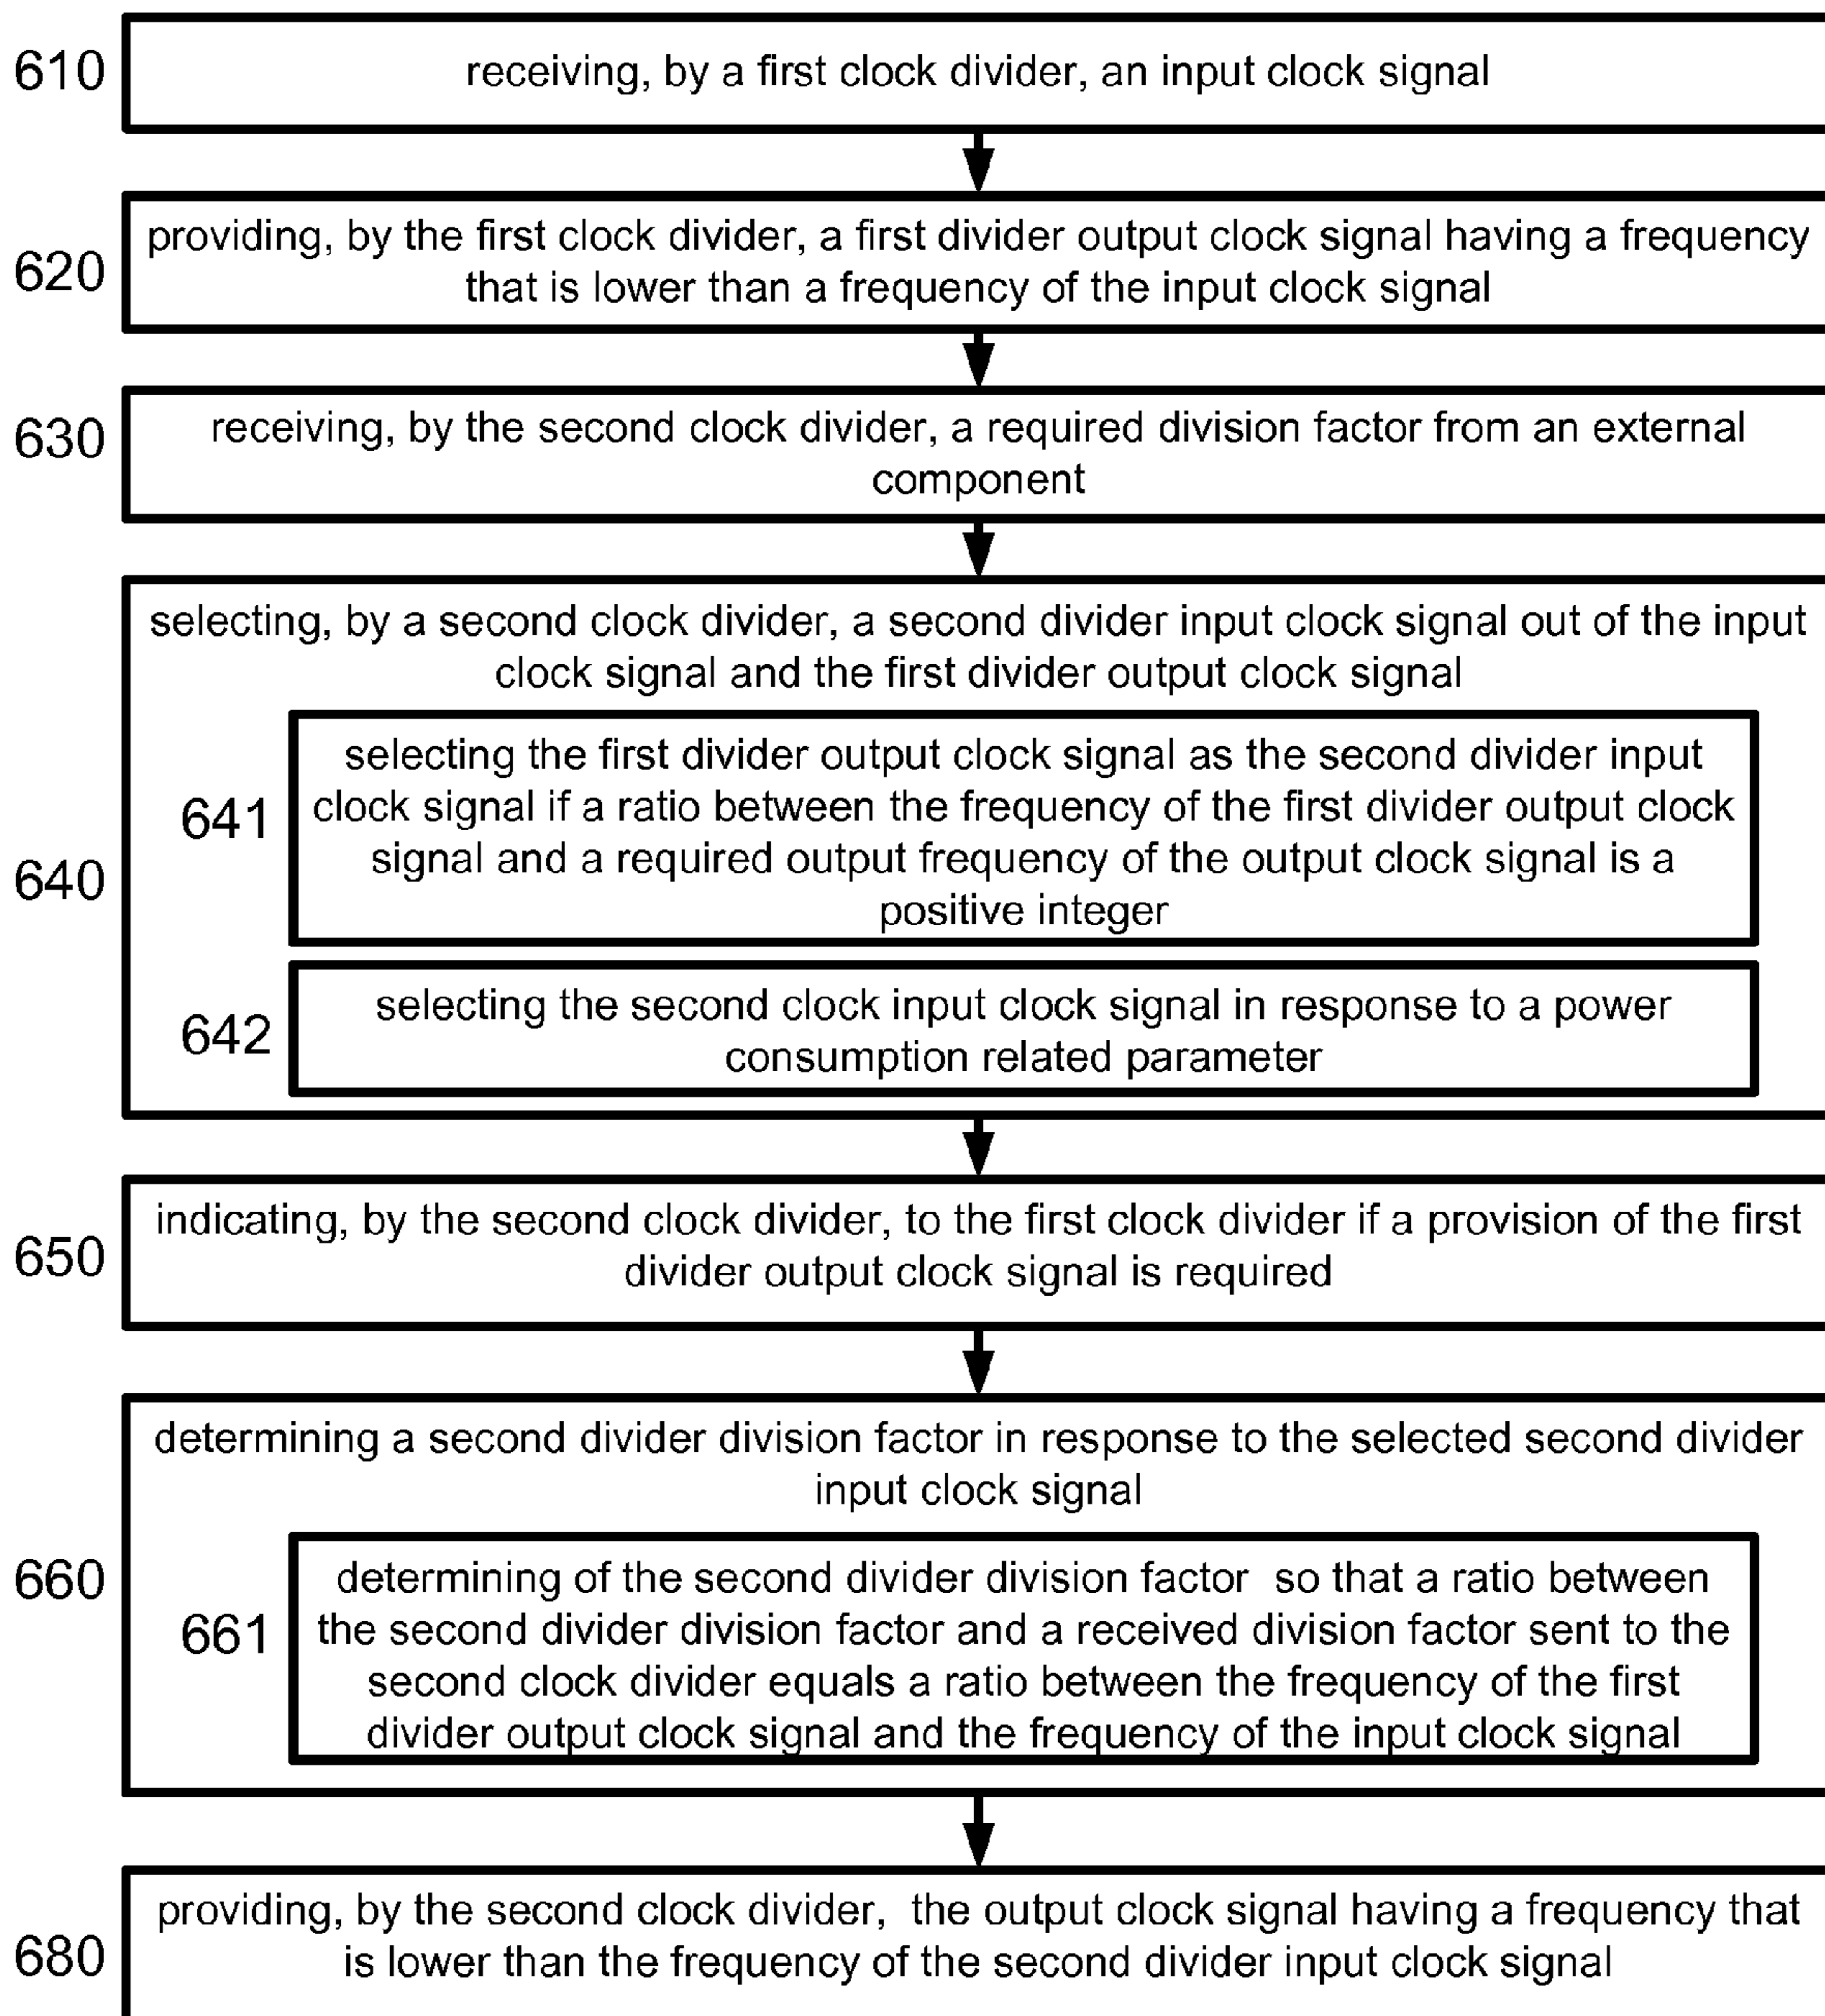 610
receiving, by a first clock divider, an input clock signal
620
providing, by the first clock divider, a first divider output clock signal having a frequency
that is lower than a frequency of the input clock signal
630
receiving, by the second clock divider, a required division factor from an external
component
640
selecting, by a second clock divider, a second divider input clock signal out of the input
clock signal and the first divider output clock signal
641
selecting the first divider output clock signal as the second divider input
clock signal if a ratio between the frequency of the first divider output clock
signal and a required output frequency of the output clock signal is a
positive integer
642
selecting the second clock input clock signal in response to a power
consumption related parameter
650
indicating, by the second clock divider, to the first clock divider if a provision of the first
divider output clock signal is required
660
determining a second divider division factor in response to the selected second divider
input clock signal
661
determining of the second divider division factor so that a ratio between
the second divider division factor and a received division factor sent to the
second clock divider equals a ratio between the frequency of the first
divider output clock signal and the frequency of the input clock signal
680
providing, by the second clock divider, the output clock signal having a frequency that
is lower than the frequency of the second divider input clock signal